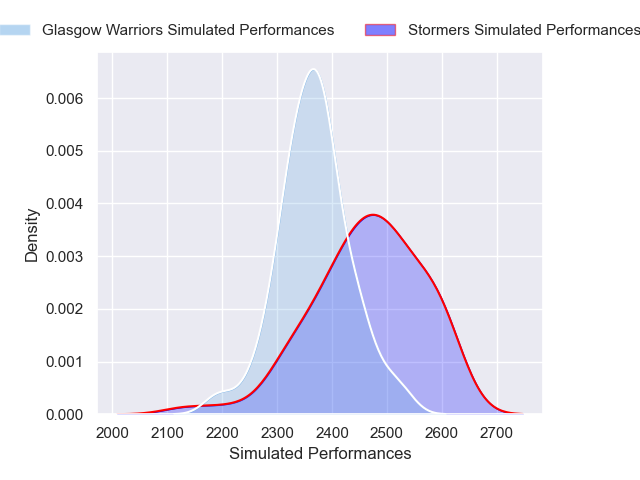 Glasgow Warriors Simulated Performances
Stormers Simulated Performances
0.006
0.005
0.004
0.003
0.002
0.001
0.000
Density
2000 2100 2200 2300 2400 2500 2600 2700
Simulated Performances